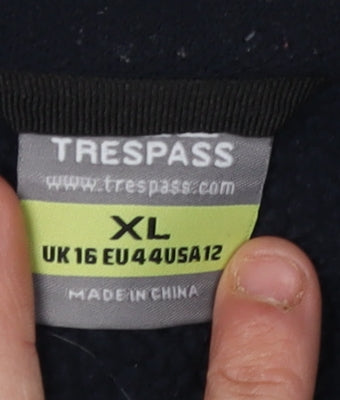 TRESPASS
www.trespass.com
XL
UK 16 EU 44 USA 12
MADE IN CHINA